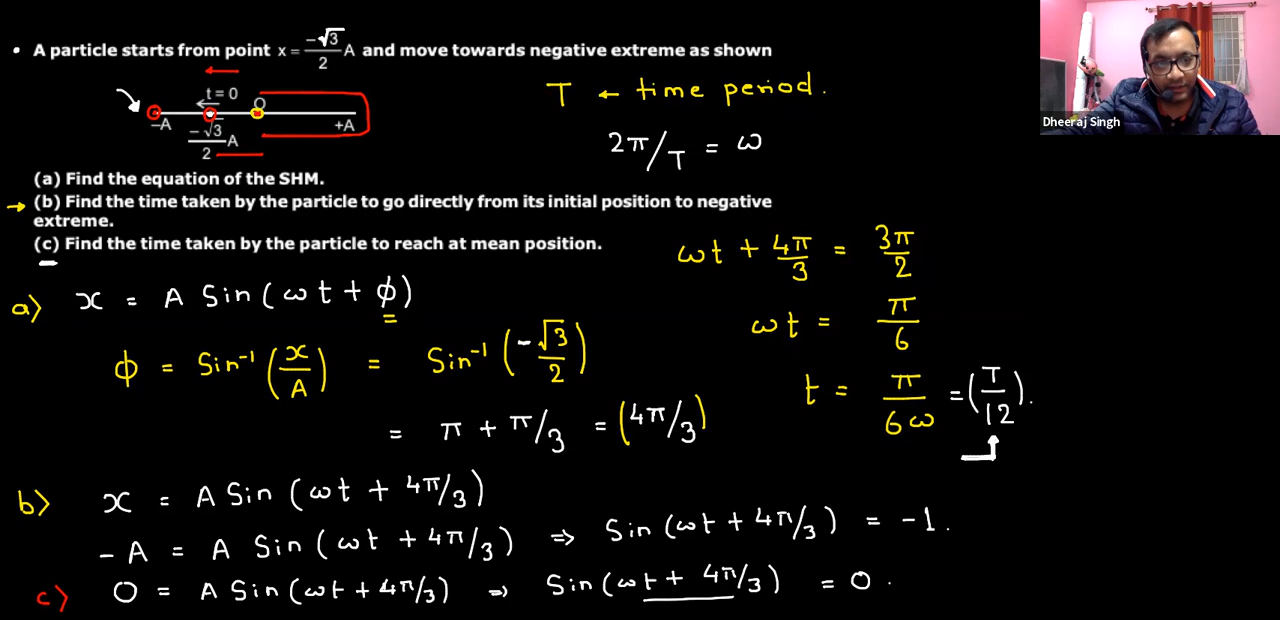 • A particle starts from point x = -√3/2 A and move towards negative extreme as shown
t = 0
O
-A
+A
-√3/2 A
T ← time period.
2π/T = ω
(a) Find the equation of the SHM.
(b) Find the time taken by the particle to go directly from its initial position to negative
extreme.
(c) Find the time taken by the particle to reach at mean position.
a) x = A Sin(ωt + ϕ)
ϕ = Sin⁻¹(x/A) = Sin⁻¹(-√3/2)
= π + π/3 = (4π/3)
ωt + 4π/3 = 3π/2
ωt = π/6
t = π/6ω = (T/12).
b) x = A Sin(ωt + 4π/3)
-A = A Sin(ωt + 4π/3) ⇒ Sin(ωt + 4π/3) = -1.
c) 0 = A Sin(ωt + 4π/3) ⇒ Sin(ωt + 4π/3) = 0.
Dheeraj Singh